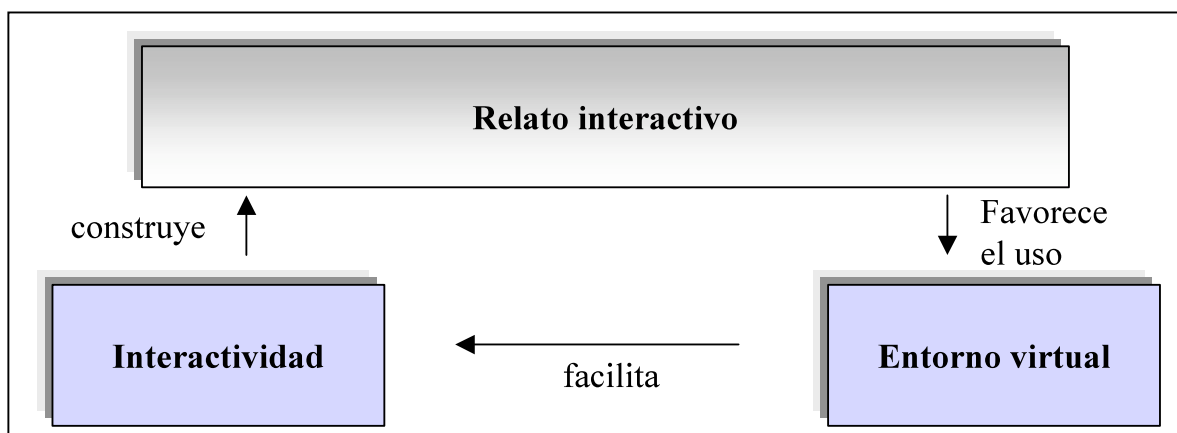 Relato interactivo
construye
Favorece
el uso
Interactividad
Entorno virtual
facilita